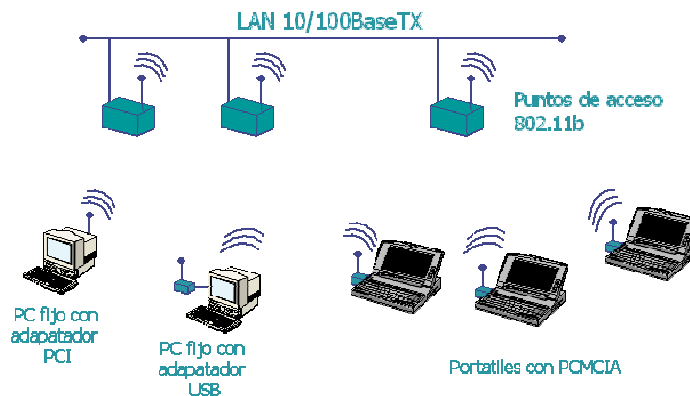 LAN 10/100BaseTX
Puntos de acceso
802.11b
PC fijo con
adapatador
PCI
PC fijo con
adapatador
USB
Portatiles con PCMCIA